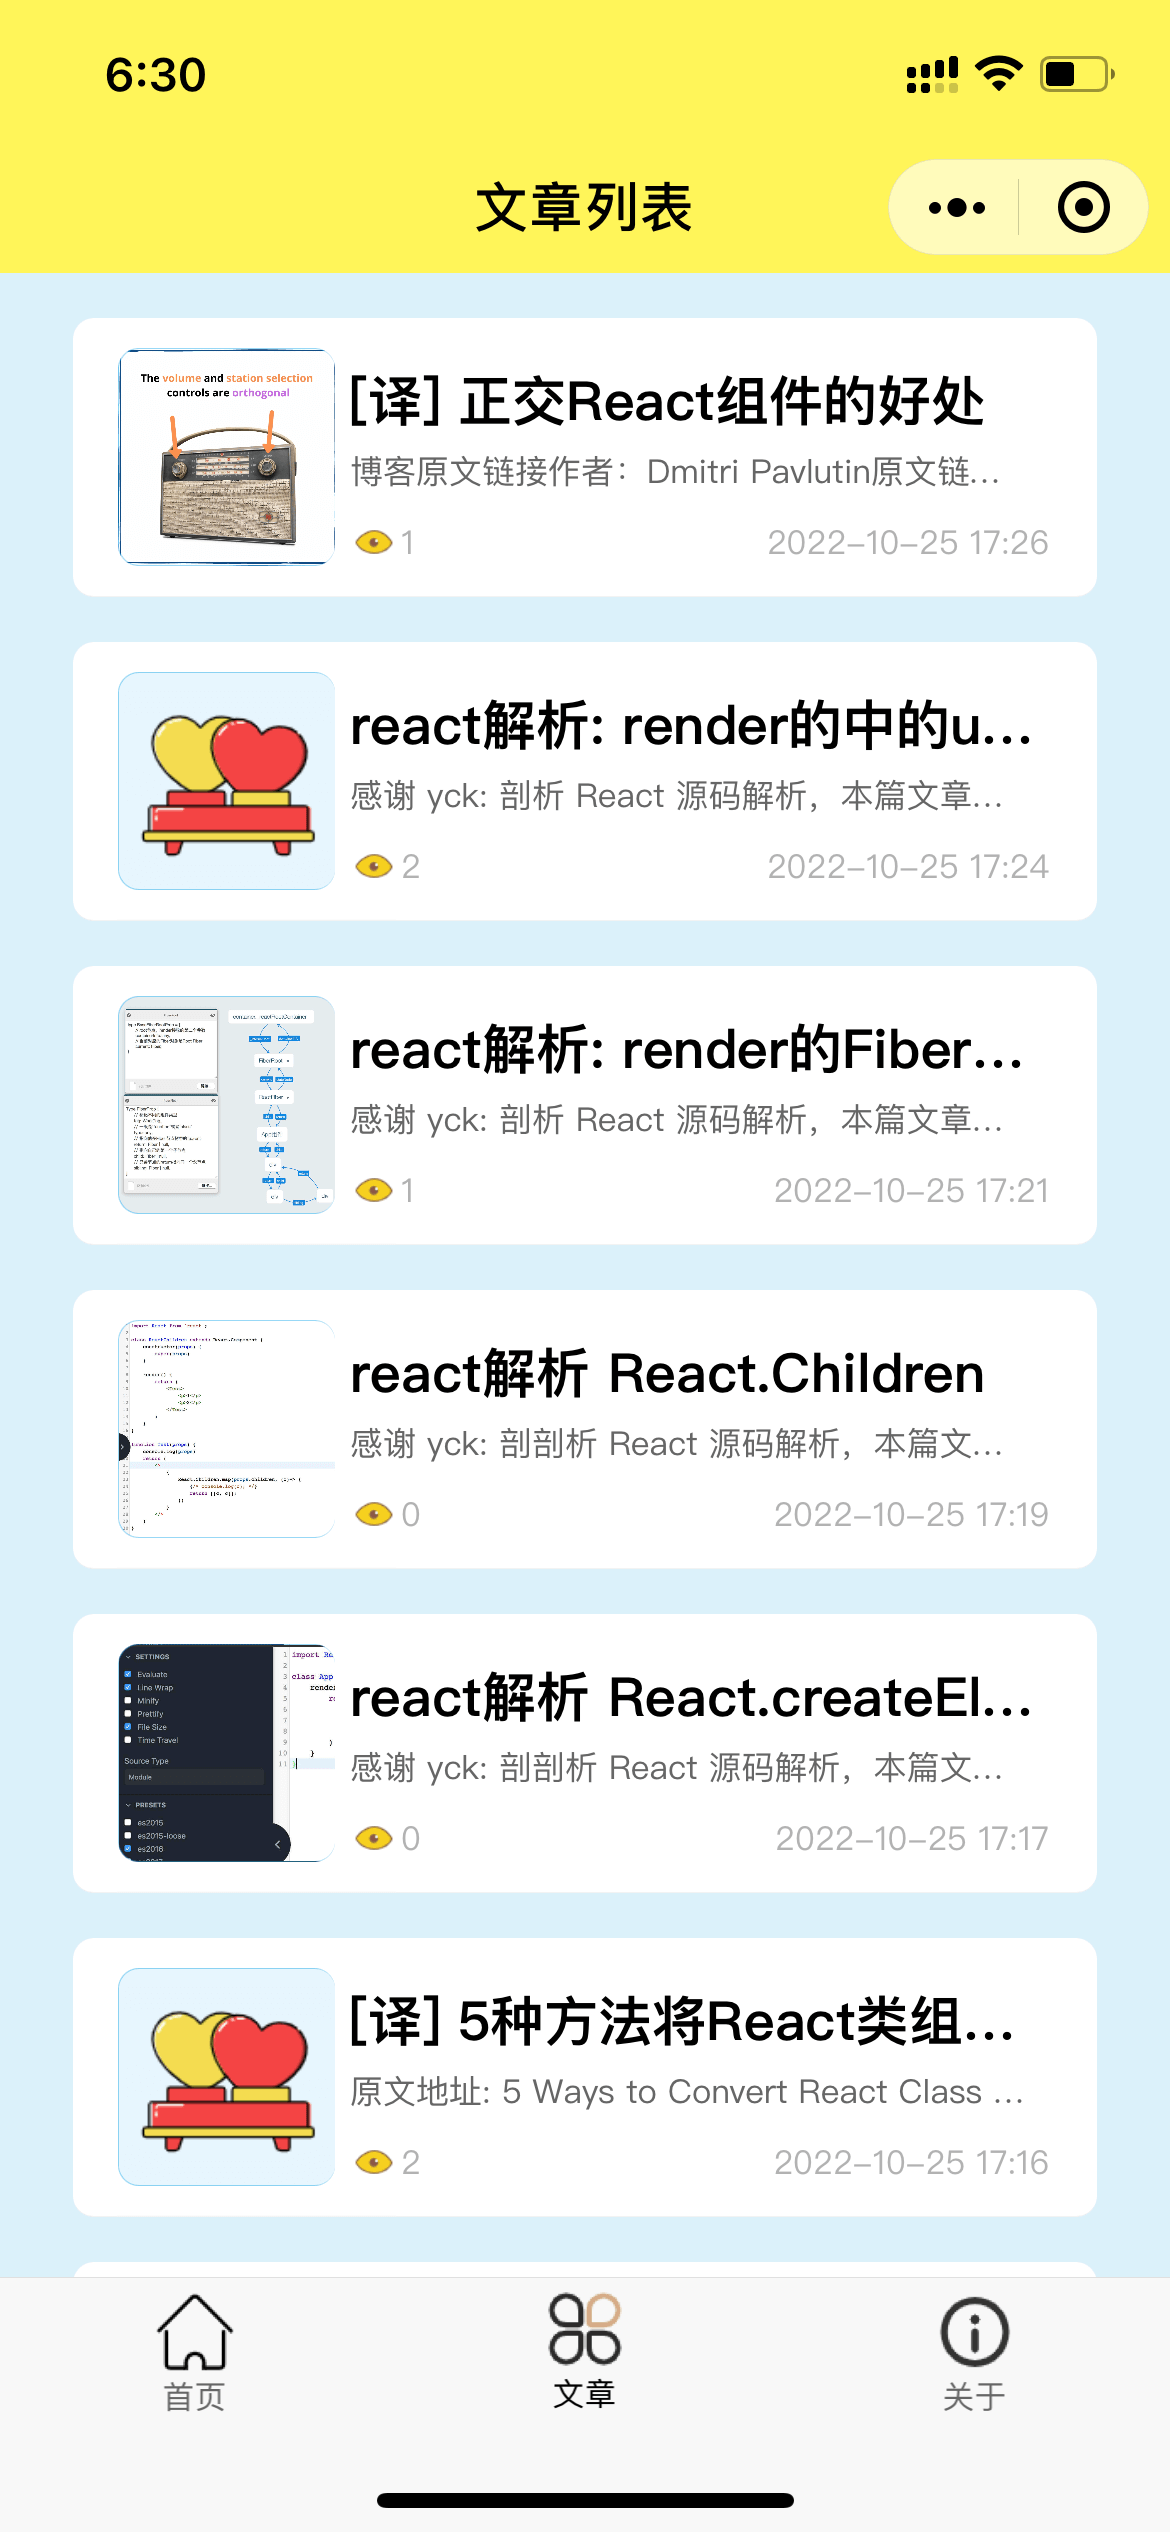 6:30
文章列表
The volume and station selection
controls are orthogonal
[译] 正交React组件的好处
博客原文链接作者：Dmitri Pavlutin原文链...
1
2022-10-25 17:26
react解析: render的中的u...
感谢 yck: 剖析 React 源码解析，本篇文章...
2
2022-10-25 17:24
react解析: render的Fiber...
感谢 yck: 剖析 React 源码解析，本篇文章...
1
2022-10-25 17:21
react解析 React.Children
感谢 yck: 剖剖析 React 源码解析，本篇文...
0
2022-10-25 17:19
SETTINGS
Evaluate
Line Wrap
Minify
Prettify
File Size
Time Travel
Source Type
Module
PRESETS
es2015
es2015-loose
es2016
import Re
class App
render
react解析 React.createEl...
感谢 yck: 剖剖析 React 源码解析，本篇文...
0
2022-10-25 17:17
[译] 5种方法将React类组...
原文地址: 5 Ways to Convert React Class ...
2
2022-10-25 17:16
首页
文章
关于